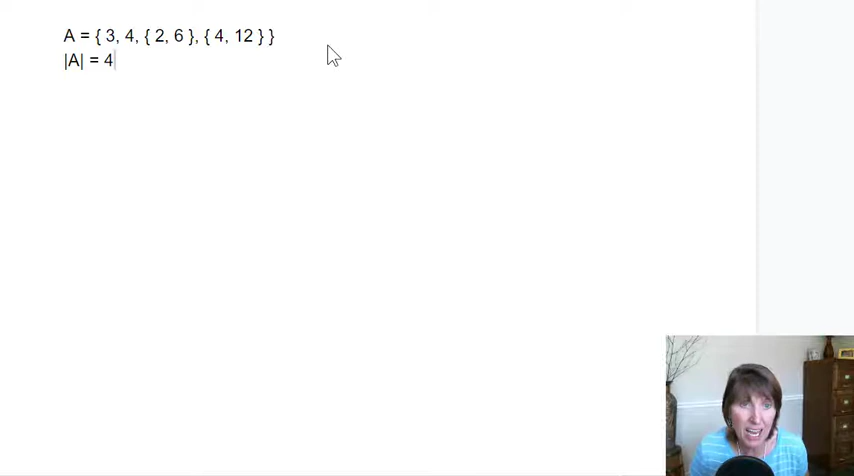 A = { 3, 4, { 2, 6 }, { 4, 12 } }
|A| = 4